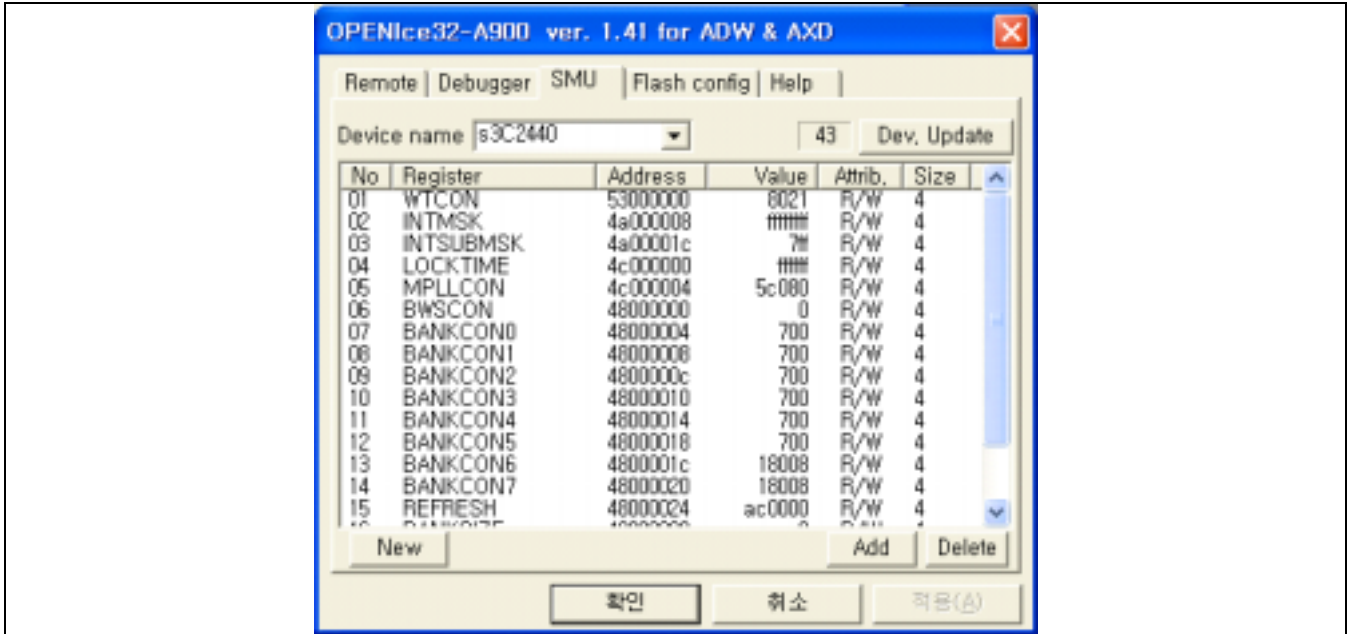 OPENice32-A900 ver. 1.41 for ADW & AXD
Remote Debugger SMU Flash config Help
Device name s3C2440 43 Dev. Update
No Register Address Value Attrib. Size
01 WTCON 53000000 8021 R/W 4
02 INTMSK 4a000008 ffffffff R/W 4
03 INTSUBMSK 4a00001c 7ff R/W 4
04 LOCKTIME 4c000000 ffffff R/W 4
05 MPLLCON 4c000004 5c080 R/W 4
06 BWSCON 48000000 0 R/W 4
07 BANKCON0 48000004 700 R/W 4
08 BANKCON1 48000008 700 R/W 4
09 BANKCON2 4800000c 700 R/W 4
10 BANKCON3 48000010 700 R/W 4
11 BANKCON4 48000014 700 R/W 4
12 BANKCON5 48000018 700 R/W 4
13 BANKCON6 4800001c 18008 R/W 4
14 BANKCON7 48000020 18008 R/W 4
15 REFRESH 48000024 ac0000 R/W 4
New Add Delete
확인 취소 적용(A)